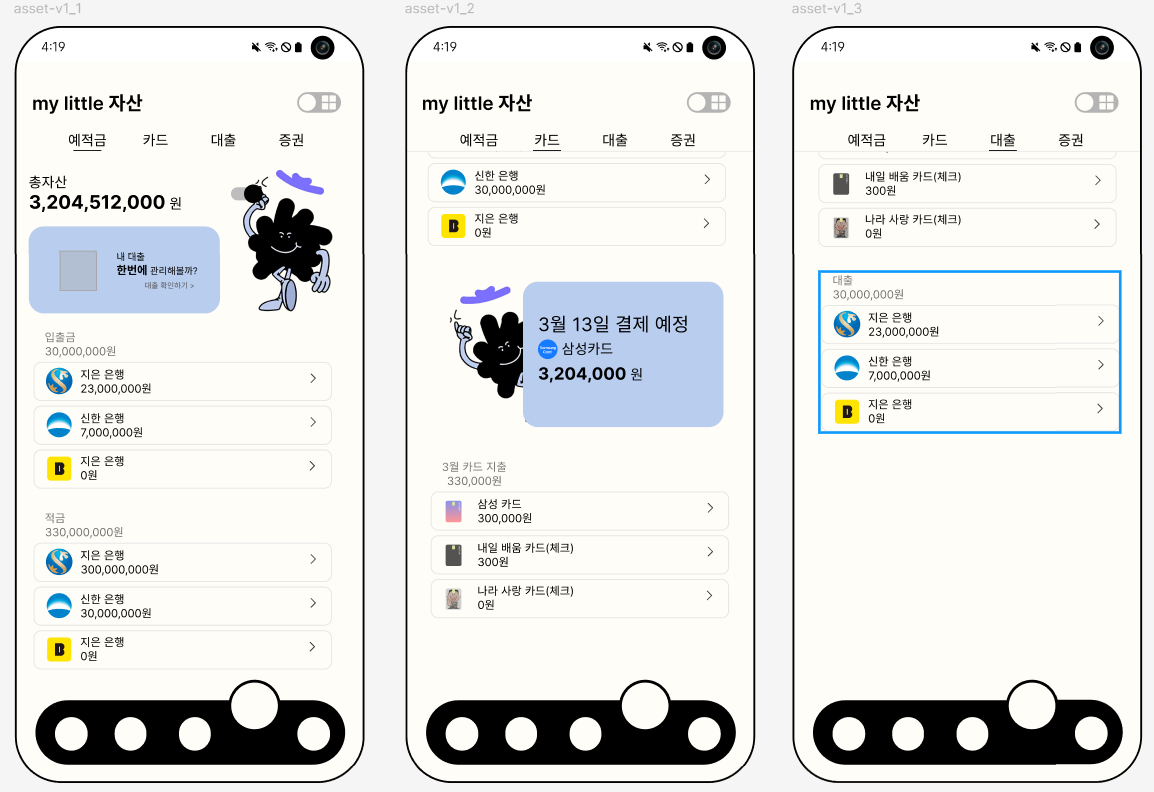 asset-v1_1
4:19
my little 자산
예적금 카드 대출 증권
총자산
3,204,512,000 원
내 대출
한번에 관리해볼까?
대출 확인하기 >
입출금
30,000,000원
지은 은행
23,000,000원
신한 은행
7,000,000원
지은 은행
0원
적금
330,000,000원
지은 은행
300,000,000원
신한 은행
30,000,000원
지은 은행
0원
asset-v1_2
4:19
my little 자산
예적금 카드 대출 증권
신한 은행
30,000,000원
지은 은행
0원
3월 13일 결제 예정
삼성카드
3,204,000 원
3월 카드 지출
330,000원
삼성 카드
300,000원
내일 배움 카드(체크)
300원
나라 사랑 카드(체크)
0원
asset-v1_3
4:19
my little 자산
예적금 카드 대출 증권
내일 배움 카드(체크)
300원
나라 사랑 카드(체크)
0원
대출
30,000,000원
지은 은행
23,000,000원
신한 은행
7,000,000원
지은 은행
0원